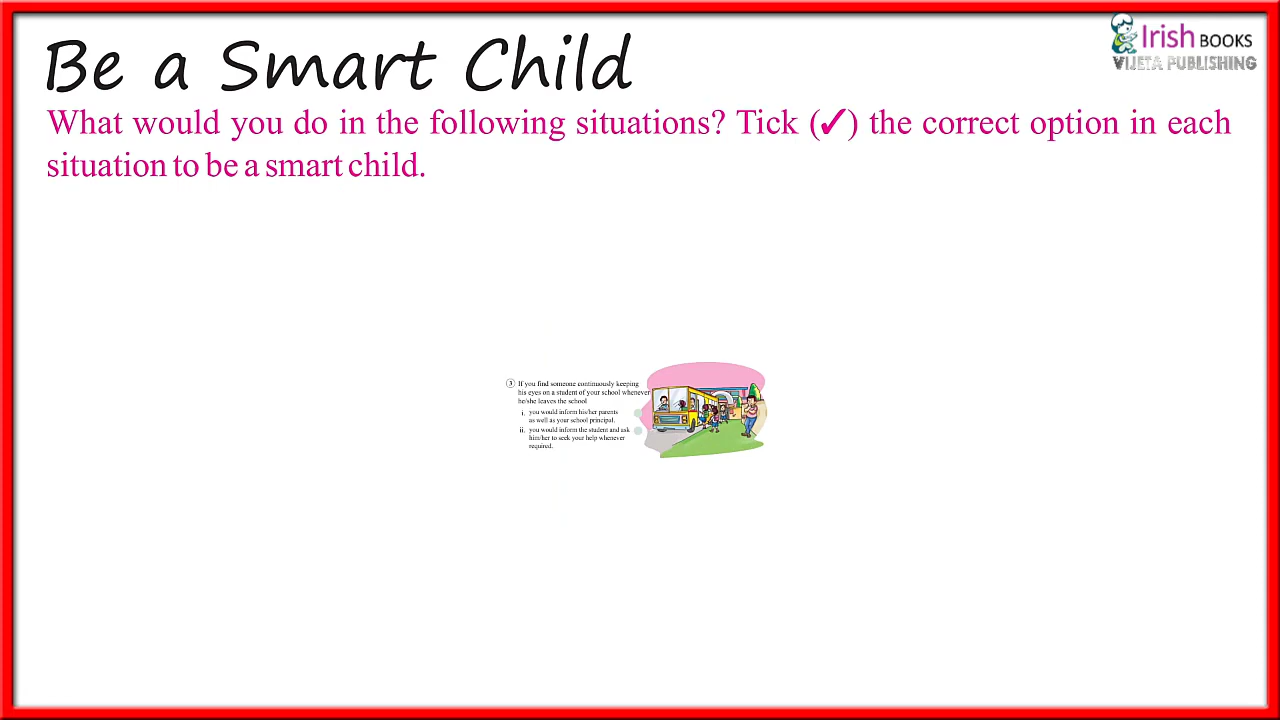 Be a Smart Child
Irish BOOKS
VIJETA PUBLISHING
What would you do in the following situations? Tick (✓) the correct option in each
situation to be a smart child.
3 If you find someone continuously keeping
his eyes on a student of your school whenever
he/she leaves the school
i. you would inform his/her parents
as well as your school principal.
ii. you would inform the student and ask
him/her to seek your help whenever
required.